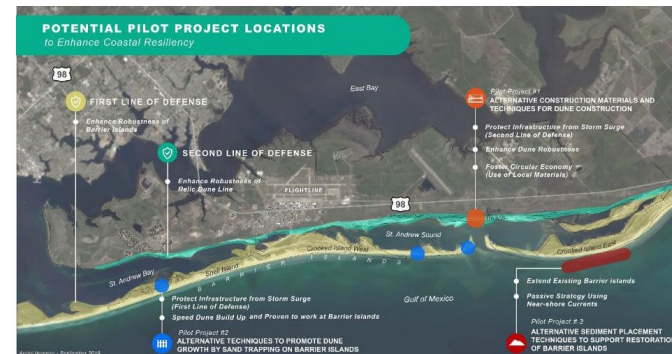 POTENTIAL PILOT PROJECT LOCATIONS
to Enhance Coastal Resiliency
98
East Bay
FIRST LINE OF DEFENSE
Enhance Robustness of
Barrier Islands
SECOND LINE OF DEFENSE
Enhance Robustness of
Relic Dune Line
FLIGHTLINE
98
Pilot Project #1
ALTERNATIVE CONSTRUCTION MATERIALS AND
TECHNIQUES FOR DUNE CONSTRUCTION
Protect Infrastructure from Storm Surge
(Second Line of Defense)
Enhance Dune Robustness
Foster Circular Economy
(Use of Local Materials)
St. Andrew Sound
St. Andrew Bay
Shell Island
Crooked Island West
Crooked Island East
BARRIER ISLANDS
Gulf of Mexico
Protect Infrastructure from Storm Surge
(First Line of Defense)
Speed Dune Build Up and Proven to work at Barrier islands
Pilot Project #2
ALTERNATIVE TECHNIQUES TO PROMOTE DUNE
GROWTH BY SAND TRAPPING ON BARRIER ISLANDS
Extend Existing Barrier islands
Passive Strategy Using
Near-shore Currents
Pilot Project # 3
ALTERNATIVE SEDIMENT PLACEMENT
TECHNIQUES TO SUPPORT RESTORATI
OF BARRIER ISLANDS